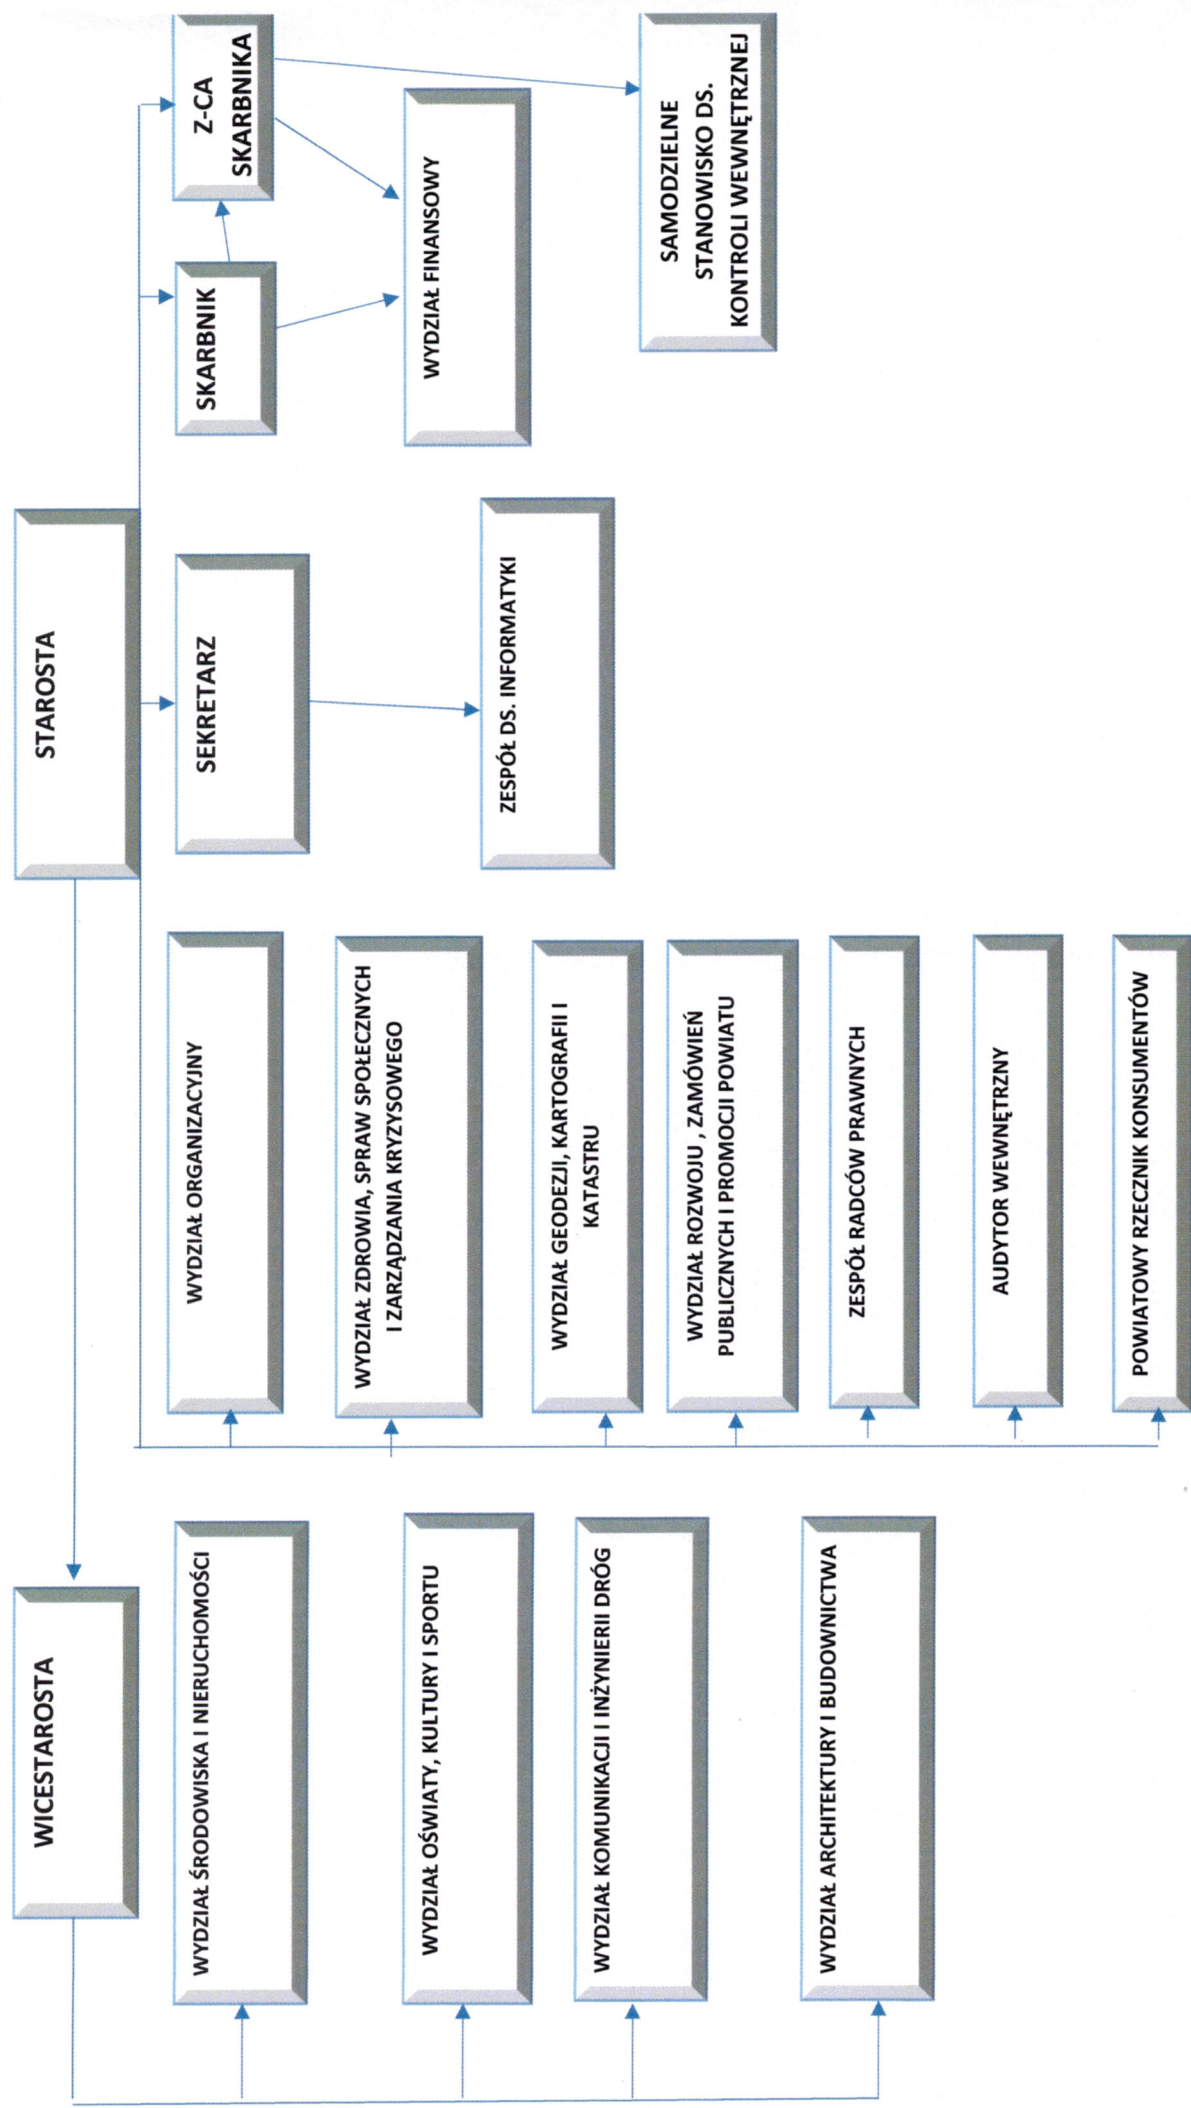 WICESTAROSTA
STAROSTA
WYDZIAŁ ŚRODOWISKA I NIERUCHOMOŚCI
WYDZIAŁ OŚWIATY, KULTURY I SPORTU
WYDZIAŁ KOMUNIKACJI I INŻYNIERII DRÓG
WYDZIAŁ ARCHITEKTURY I BUDOWNICTWA
WYDZIAŁ ORGANIZACYJNY
WYDZIAŁ ZDROWIA, SPRAW SPOŁECZNYCH
I ZARZĄDZANIA KRYZYSOWEGO
WYDZIAŁ GEODEZJI, KARTOGRAFII I
KATASTRU
WYDZIAŁ ROZWOJU , ZAMÓWIEŃ
PUBLICZNYCH I PROMOCJI POWIATU
ZESPÓŁ RADCÓW PRAWNYCH
AUDYTOR WEWNĘTRZNY
POWIATOWY RZECZNIK KONSUMENTÓW
SEKRETARZ
ZESPÓŁ DS. INFORMATYKI
SKARBNIK
Z-CA
SKARBNIKA
WYDZIAŁ FINANSOWY
SAMODZIELNE
STANOWISKO DS.
KONTROLI WEWNĘTRZNEJ